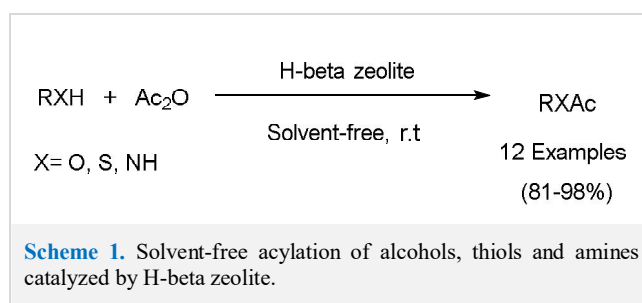 H-beta zeolite
RXH + Ac₂O
RXAc
Solvent-free, r.t
X= O, S, NH
12 Examples
(81-98%)
Scheme 1. Solvent-free acylation of alcohols, thiols and amines
catalyzed by H-beta zeolite.